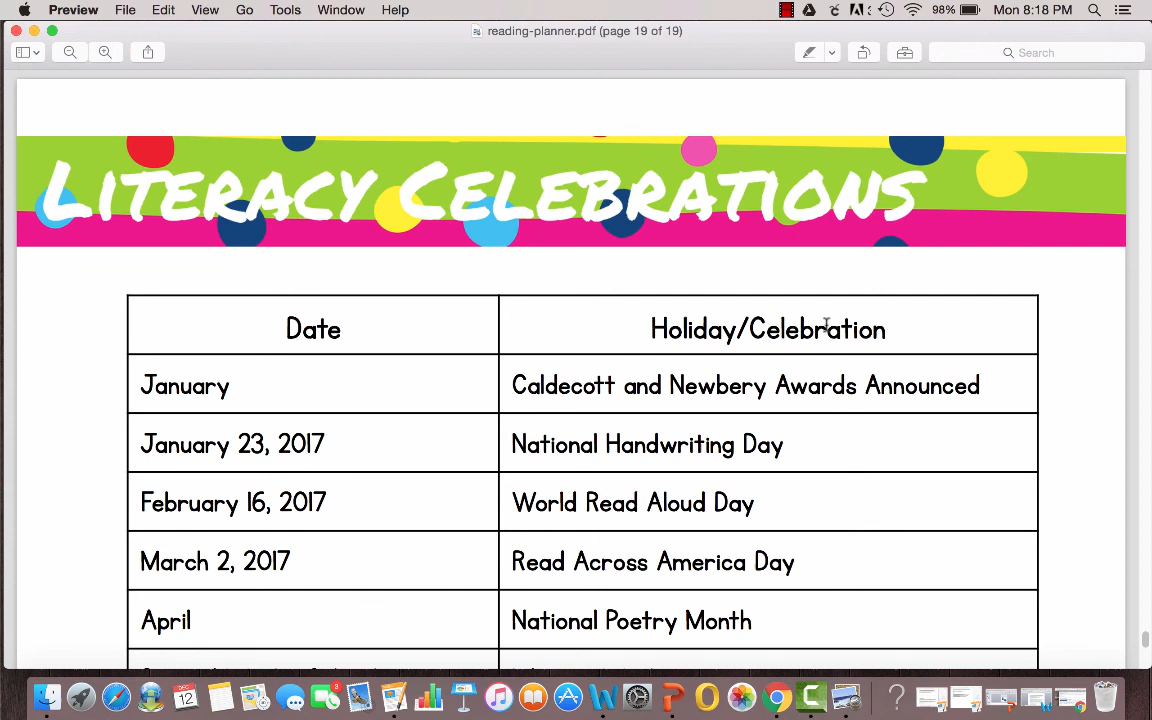 Preview File Edit View Go Tools Window Help 98% Mon 8:18 PM
reading-planner.pdf (page 19 of 19)
Search
LITERACY CELEBRATIONS
Date Holiday/Celebration
January Caldecott and Newbery Awards Announced
January 23, 2017 National Handwriting Day
February 16, 2017 World Read Aloud Day
March 2, 2017 Read Across America Day
April National Poetry Month
DEC
12